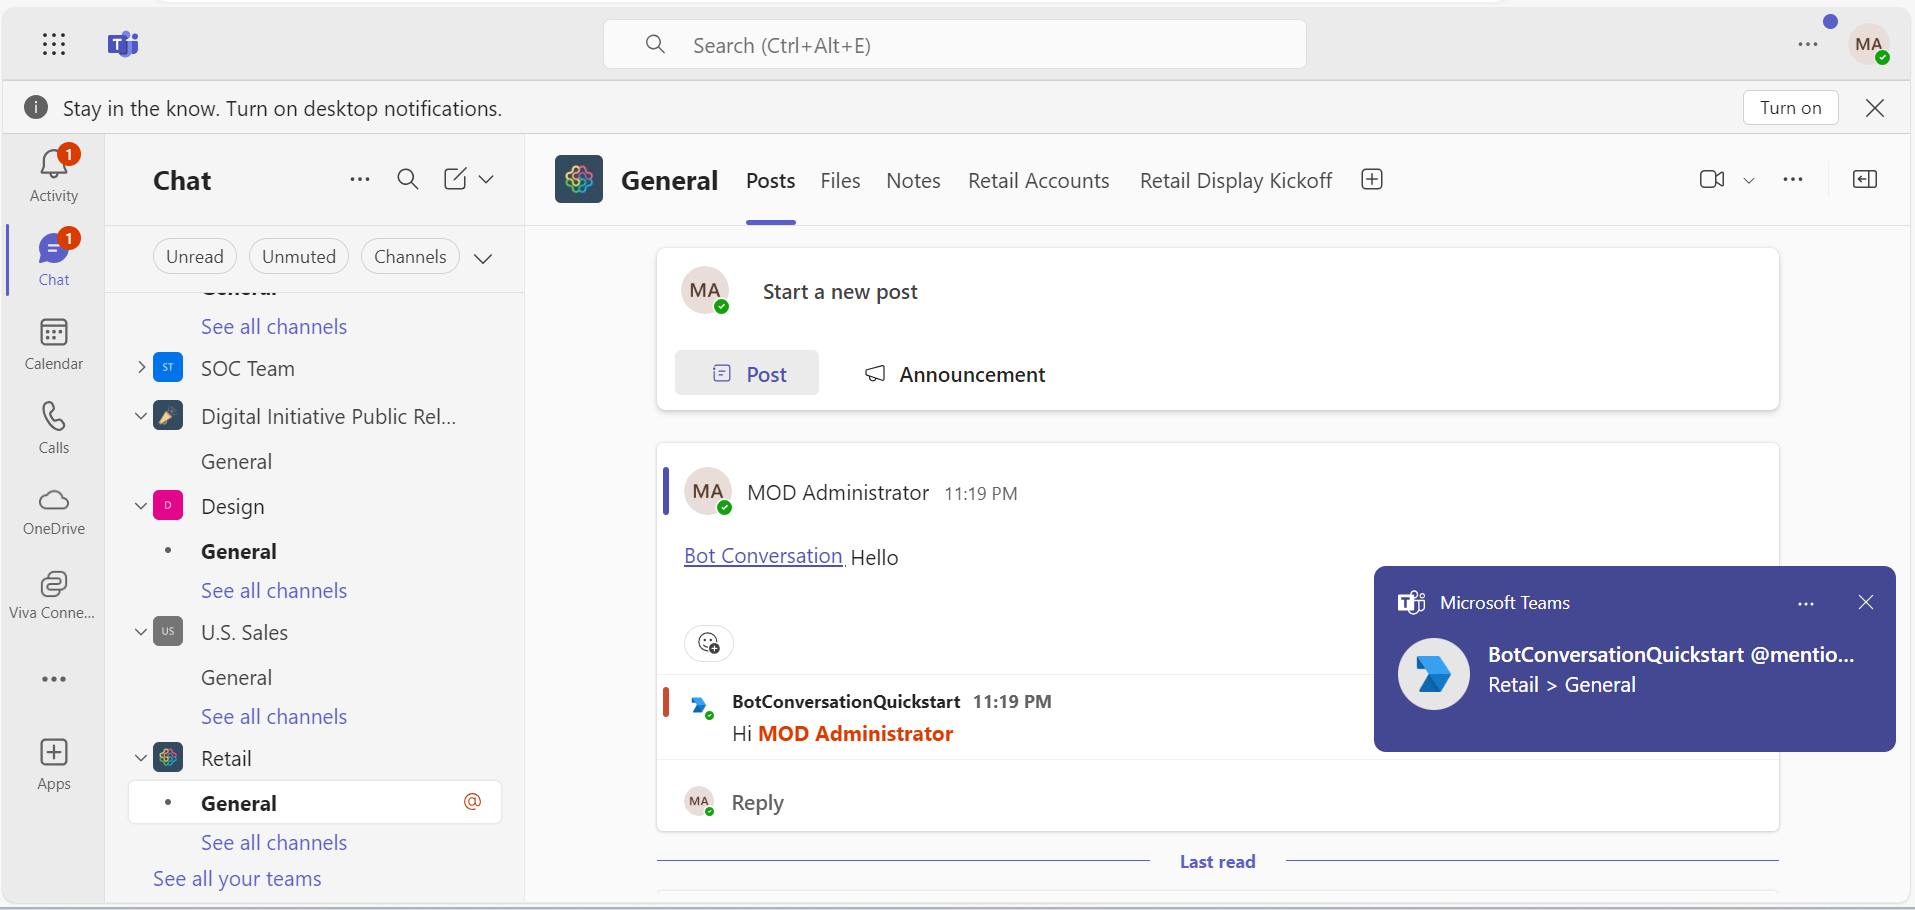 Search (Ctrl+Alt+E)
MA
Stay in the know. Turn on desktop notifications.
Turn on
1
Activity
1
Chat
Calendar
Calls
OneDrive
Viva Conne...
Apps
Chat
Unread
Unmuted
Channels
General
See all channels
ST
SOC Team
Digital Initiative Public Rel...
General
D
Design
General
See all channels
US
U.S. Sales
General
See all channels
Retail
General
@
See all channels
See all your teams
General
Posts
Files
Notes
Retail Accounts
Retail Display Kickoff
MA
Start a new post
Post
Announcement
MA
MOD Administrator 11:19 PM
Bot Conversation Hello
BotConversationQuickstart 11:19 PM
Hi MOD Administrator
MA
Reply
Last read
Microsoft Teams
BotConversationQuickstart @mentio...
Retail > General